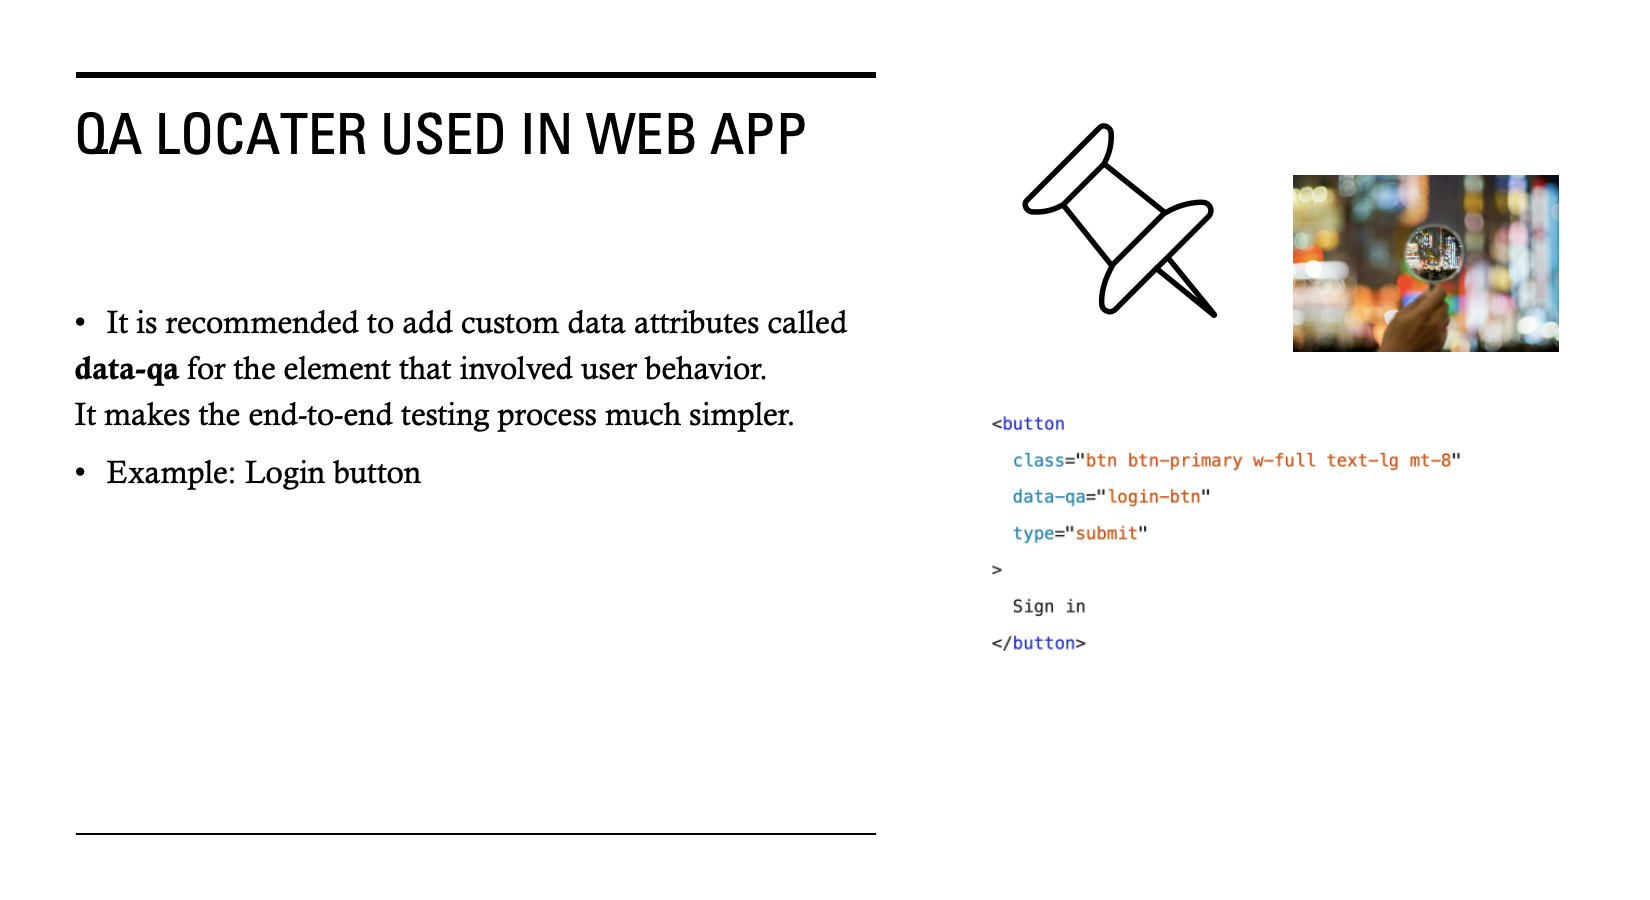 QA LOCATER USED IN WEB APP
• It is recommended to add custom data attributes called
data-qa for the element that involved user behavior.
It makes the end-to-end testing process much simpler.
• Example: Login button
<button
  class="btn btn-primary w-full text-lg mt-8"
  data-qa="login-btn"
  type="submit"
>
  Sign in
</button>